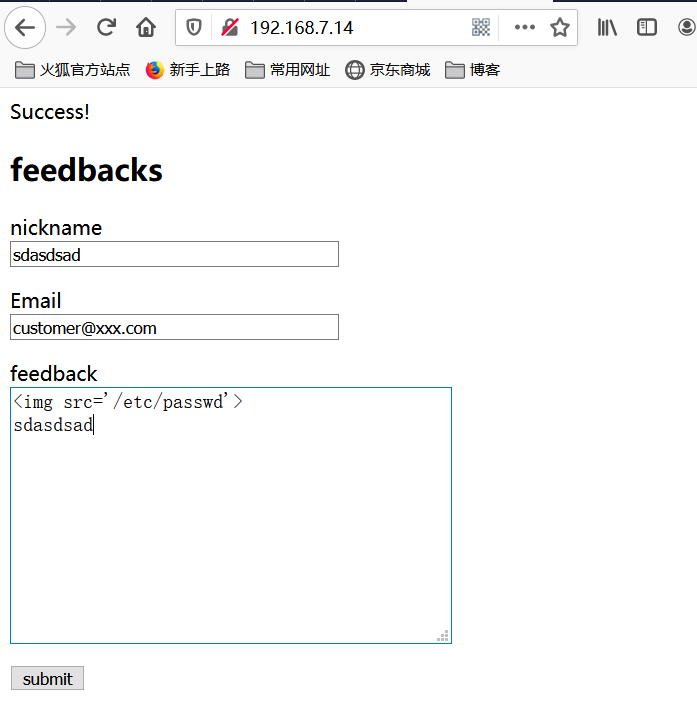 192.168.7.14
火狐官方站点 新手上路 常用网址 京东商城 博客
Success!
feedbacks
nickname
sdasdsad
Email
customer@xxx.com
feedback
<img src='/etc/passwd'>
sdasdsad
submit